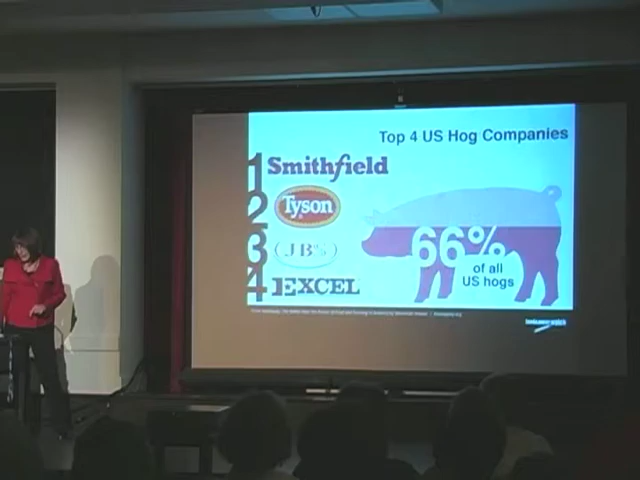 Top 4 US Hog Companies
1 Smithfield
2 Tyson
3 JBS
4 EXCEL
66%
of all
US hogs